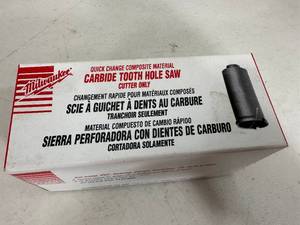 Milwaukee
QUICK CHANGE COMPOSITE MATERIAL
CARBIDE TOOTH HOLE SAW
CUTTER ONLY
CHANGEMENT RAPIDE POUR MATÉRIAUX COMPOSÉS
SCIE À GUICHET À DENTS AU CARBURE
TRANCHOIR SEULEMENT
MATERIAL COMPUESTO DE CAMBIO RÁPIDO
SIERRA PERFORADORA CON DIENTES DE CARBURO
CORTADORA SOLAMENTE